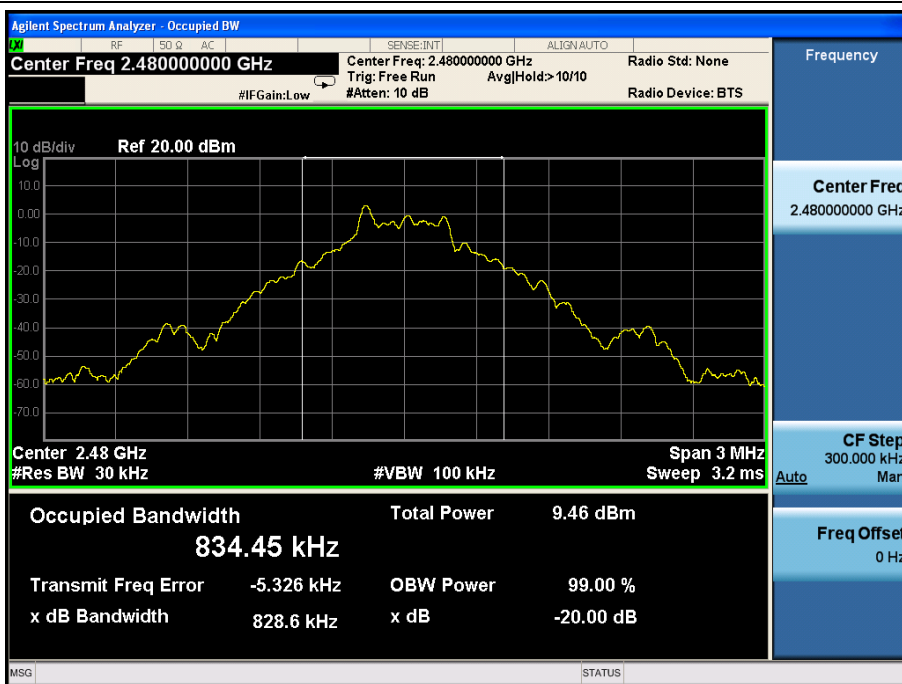 Agilent Spectrum Analyzer - Occupied BW
LXI RF 50 Ω AC SENSE:INT ALIGN AUTO
Center Freq 2.480000000 GHz
Center Freq: 2.480000000 GHz Radio Std: None
Trig: Free Run Avg|Hold:>10/10
#IFGain:Low #Atten: 10 dB Radio Device: BTS
10 dB/div Ref 20.00 dBm
Log
10.0
0.00
-10.0
-20.0
-30.0
-40.0
-50.0
-60.0
-70.0
Center 2.48 GHz Span 3 MHz
#Res BW 30 kHz #VBW 100 kHz Sweep 3.2 ms
Occupied Bandwidth Total Power 9.46 dBm
834.45 kHz
Transmit Freq Error -5.326 kHz OBW Power 99.00 %
x dB Bandwidth 828.6 kHz x dB -20.00 dB
MSG STATUS
Frequency
Center Freq
2.480000000 GHz
CF Step
300.000 kHz
Auto Man
Freq Offset
0 Hz